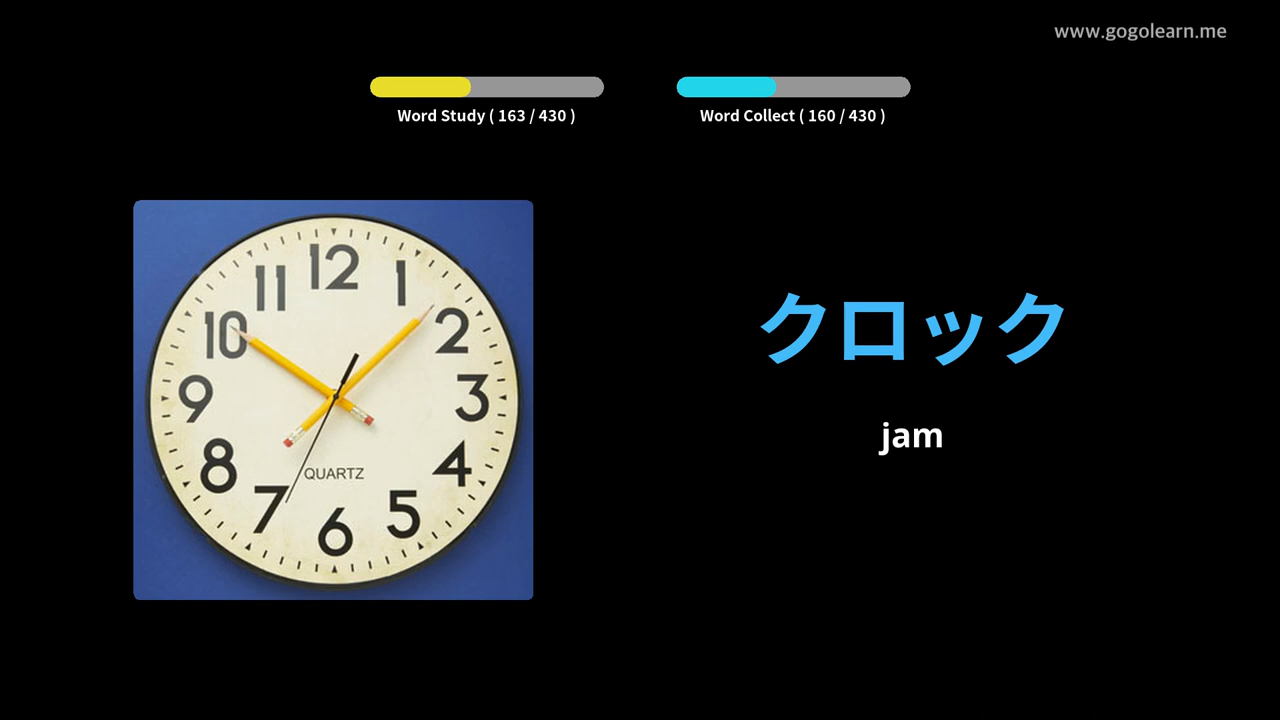 www.gogolearn.me
Word Study ( 163 / 430 )
Word Collect ( 160 / 430 )
12
11
1
10
2
9
3
8
4
QUARTZ
7
5
6
クロック
jam